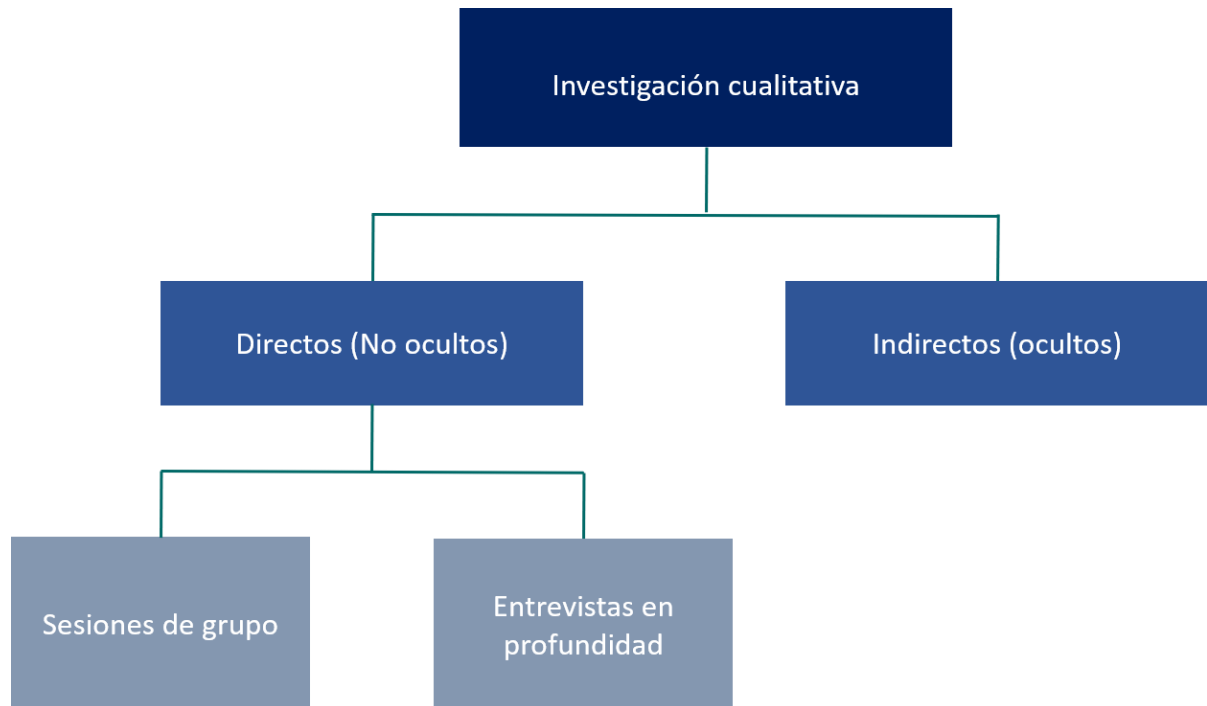 Investigación cualitativa
Directos (No ocultos)
Indirectos (ocultos)
Sesiones de grupo
Entrevistas en
profundidad